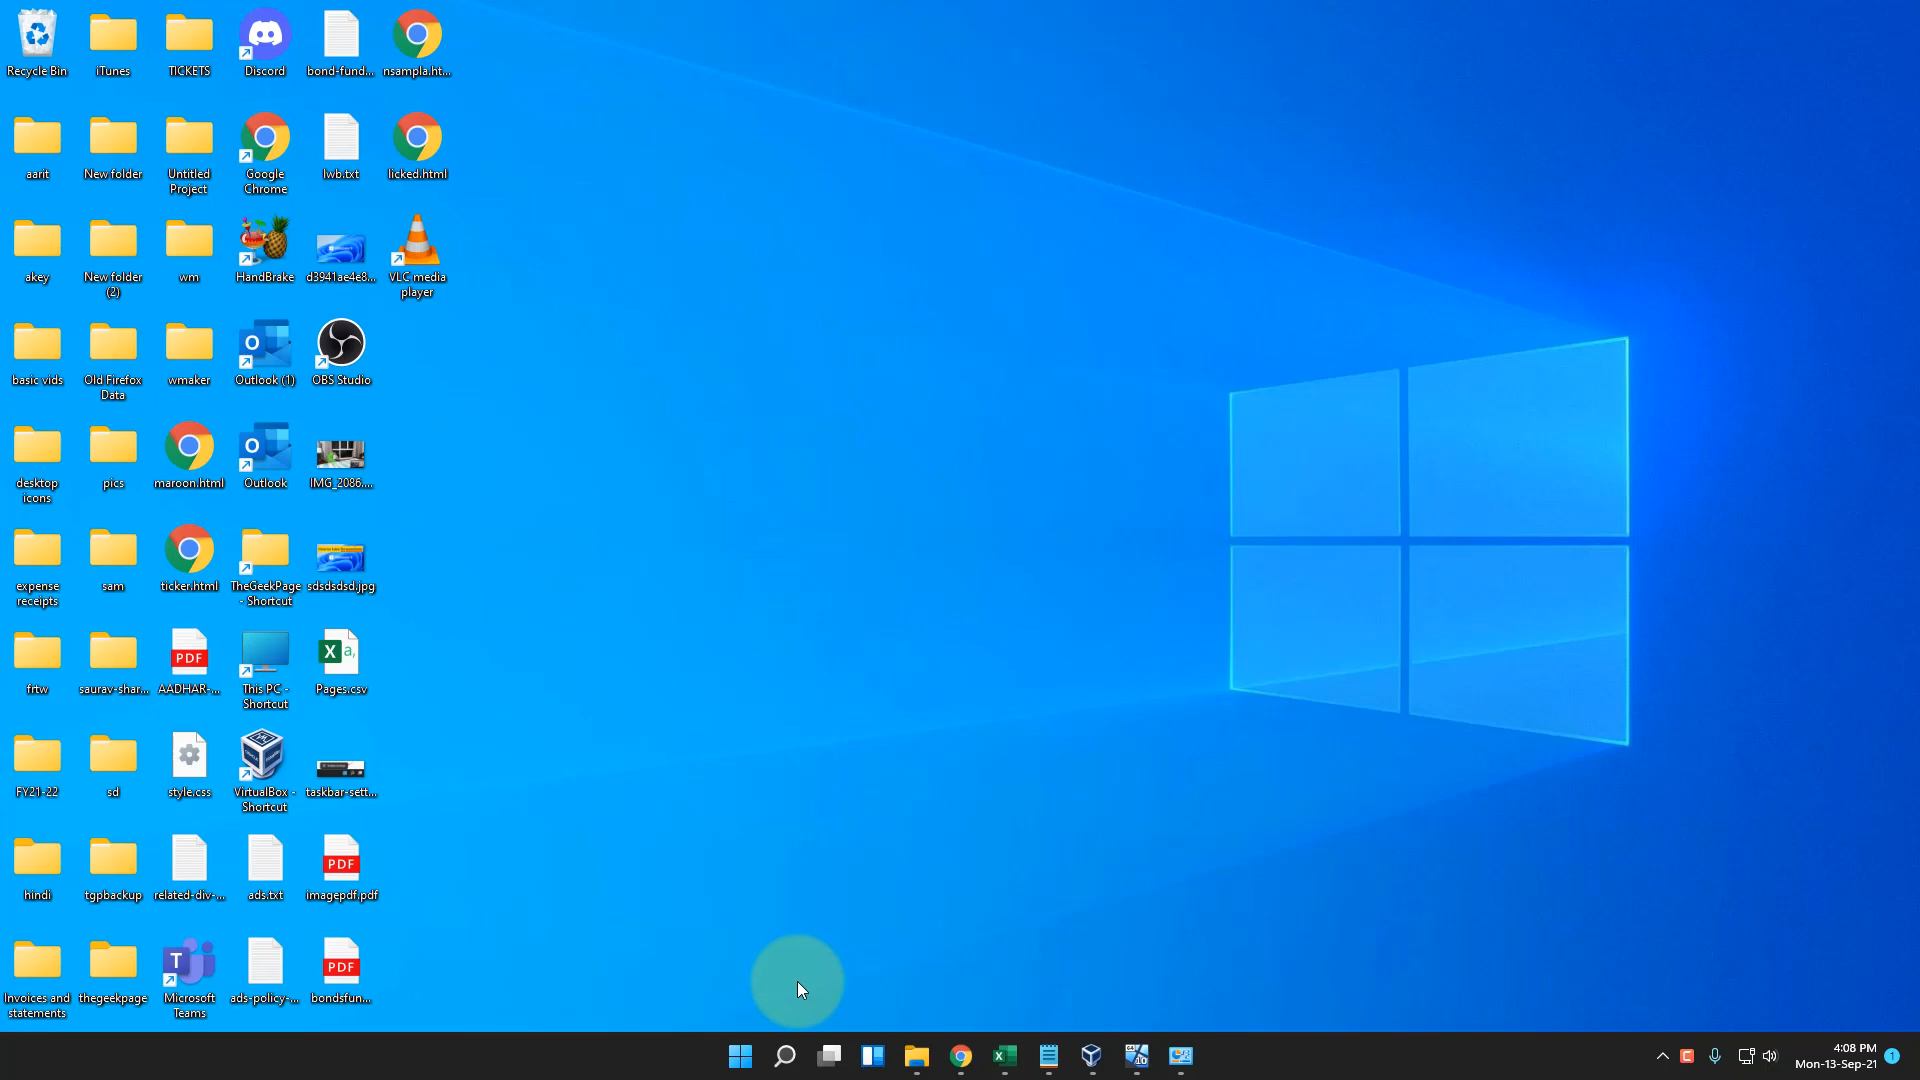 Recycle Bin
iTunes
TICKETS
Discord
bond-fund...
nsampla.ht...
aarit
New folder
Untitled
Project
Google
Chrome
lwb.txt
licked.html
akey
New folder
(2)
wm
HandBrake
d3941ae4e8...
VLC media
player
basic vids
Old Firefox
Data
wmaker
Outlook (1)
OBS Studio
desktop
icons
pics
maroon.html
Outlook
IMG_2086....
expense
receipts
sam
ticker.html
TheGeekPage
- Shortcut
sdsdsdsd.jpg
frtw
saurav-shar...
PDF
AADHAR-...
This PC -
Shortcut
Pages.csv
FY21-22
sd
style.css
VirtualBox -
Shortcut
taskbar-sett...
hindi
tgpbackup
related-div-...
ads.txt
PDF
imagepdf.pdf
Invoices and
statements
thegeekpage
Microsoft
Teams
ads-policy-...
PDF
bondsfun...
4:08 PM
Mon-13-Sep-21
1